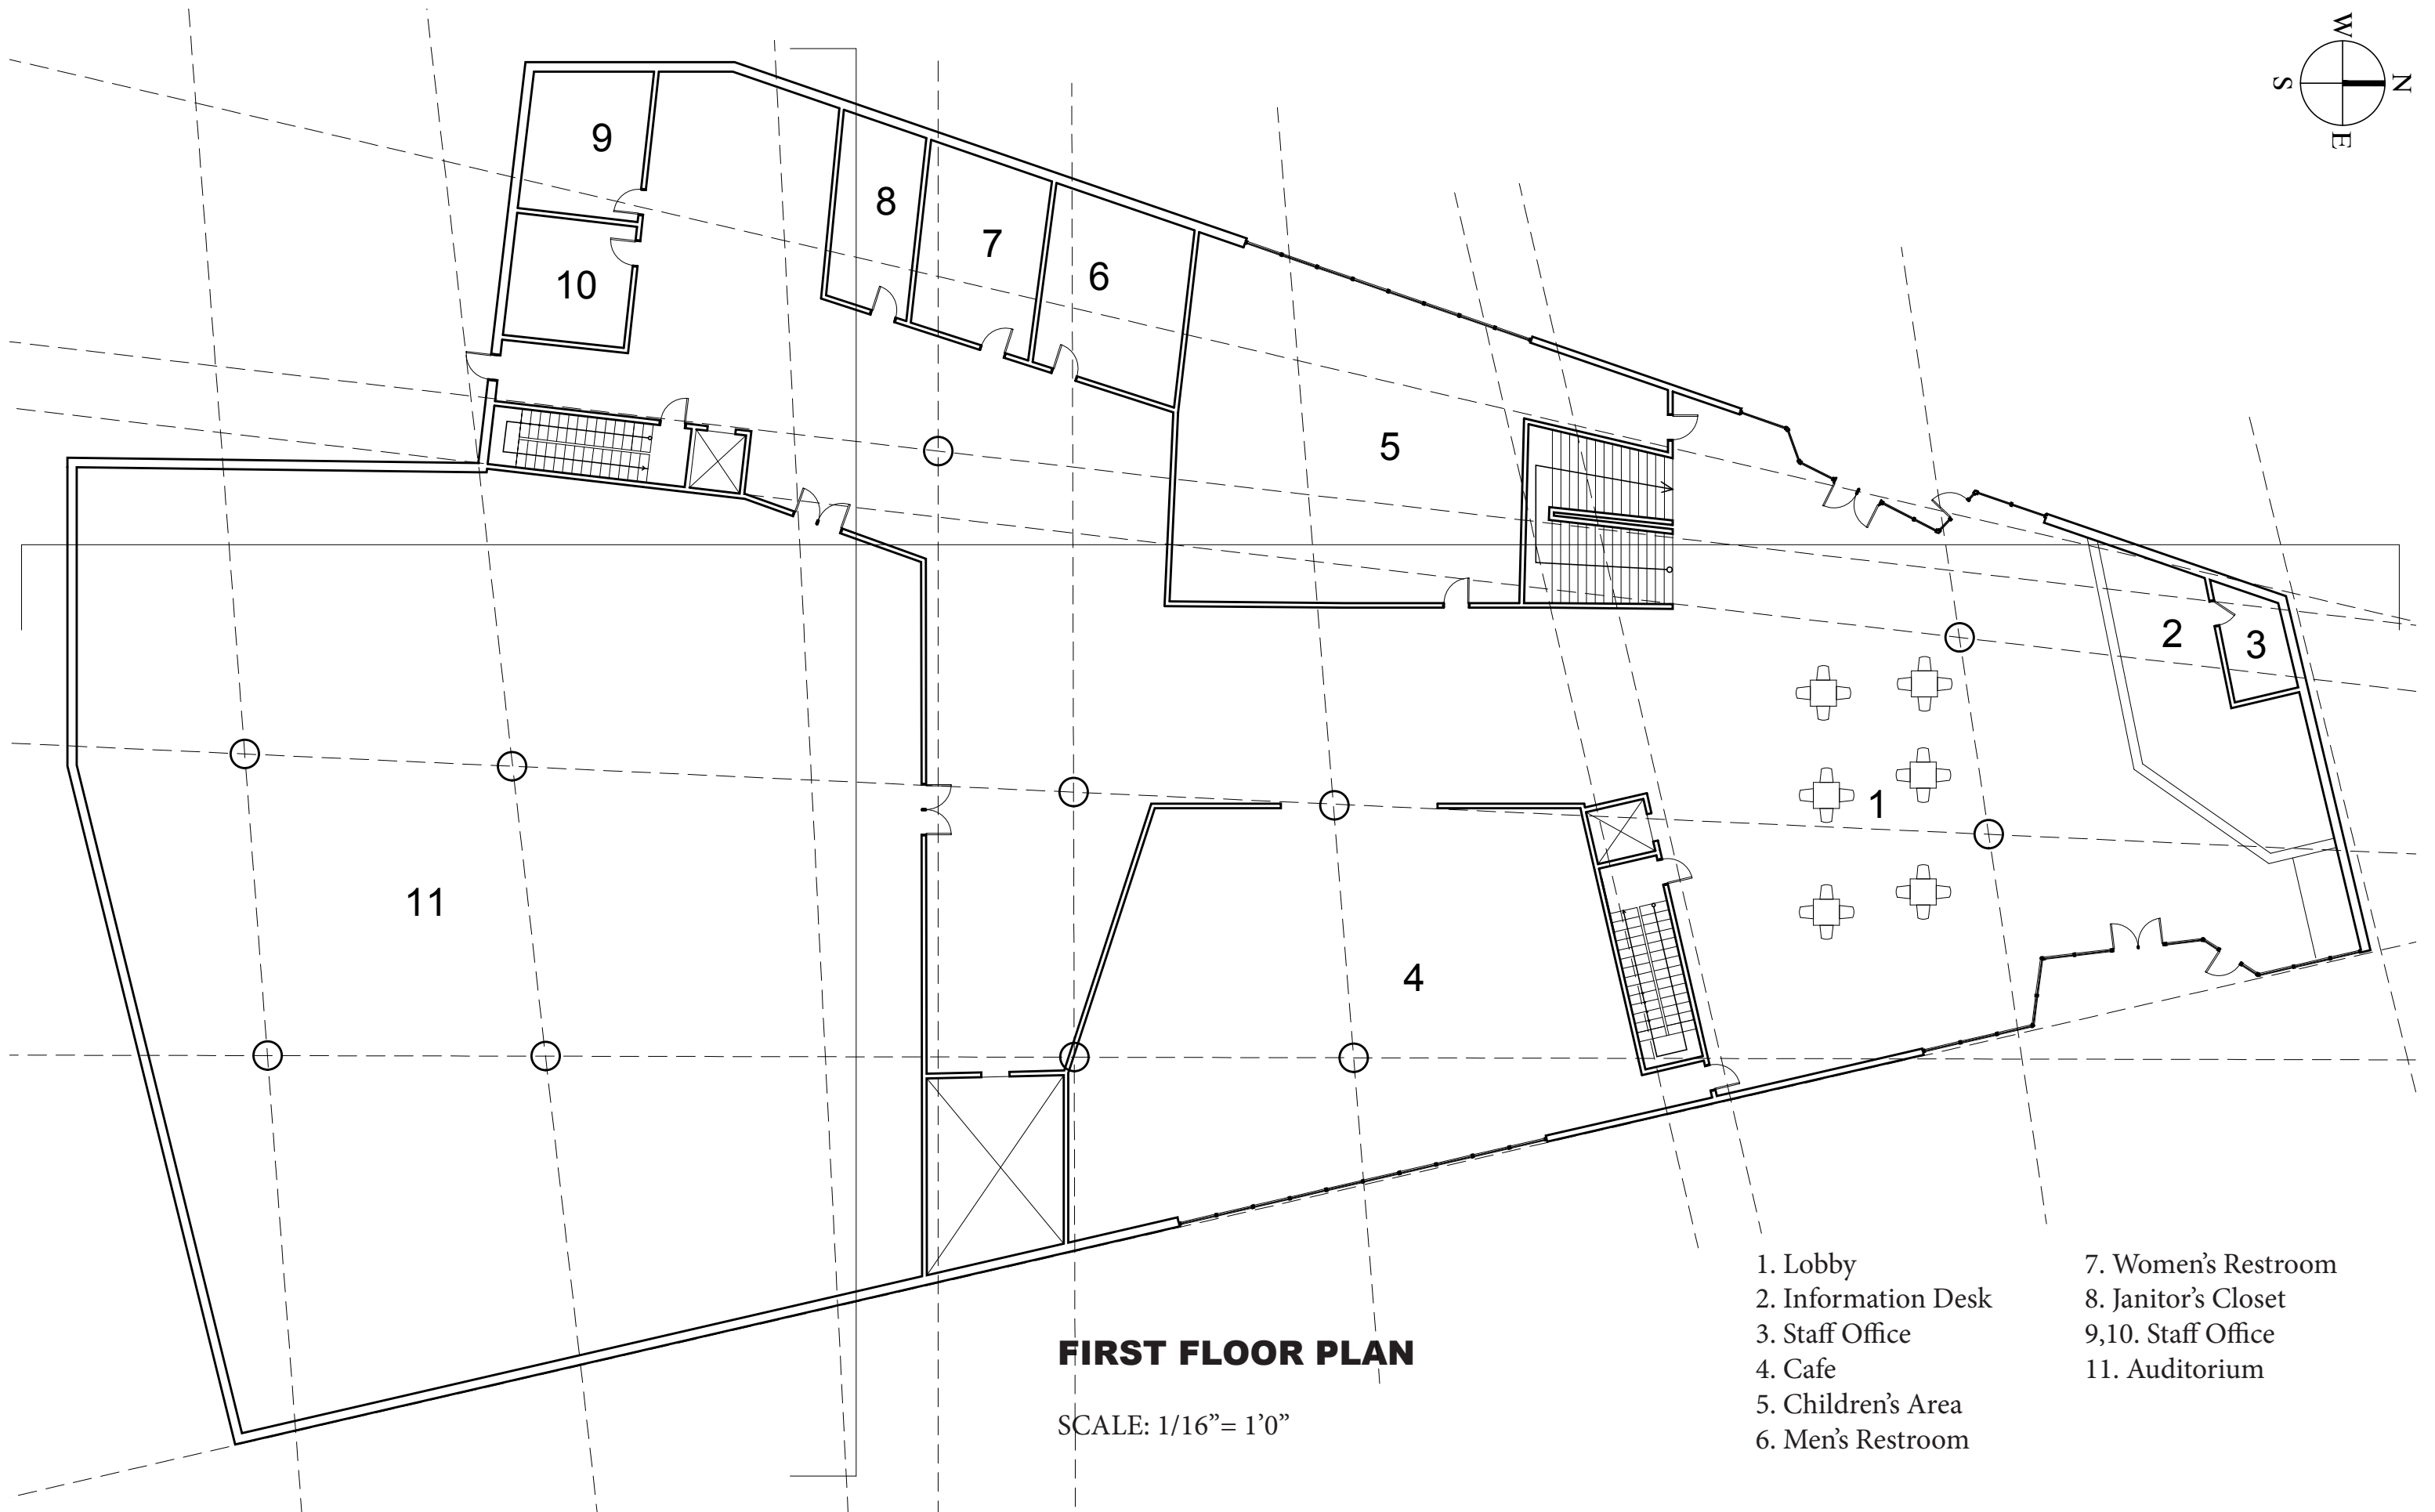 W
N
S
E
9
8
7
6
10
5
2
3
1
11
4
FIRST FLOOR PLAN
SCALE: 1/16”= 1’0”
1. Lobby
2. Information Desk
3. Staff Office
4. Cafe
5. Children’s Area
6. Men’s Restroom
7. Women’s Restroom
8. Janitor’s Closet
9,10. Staff Office
11. Auditorium